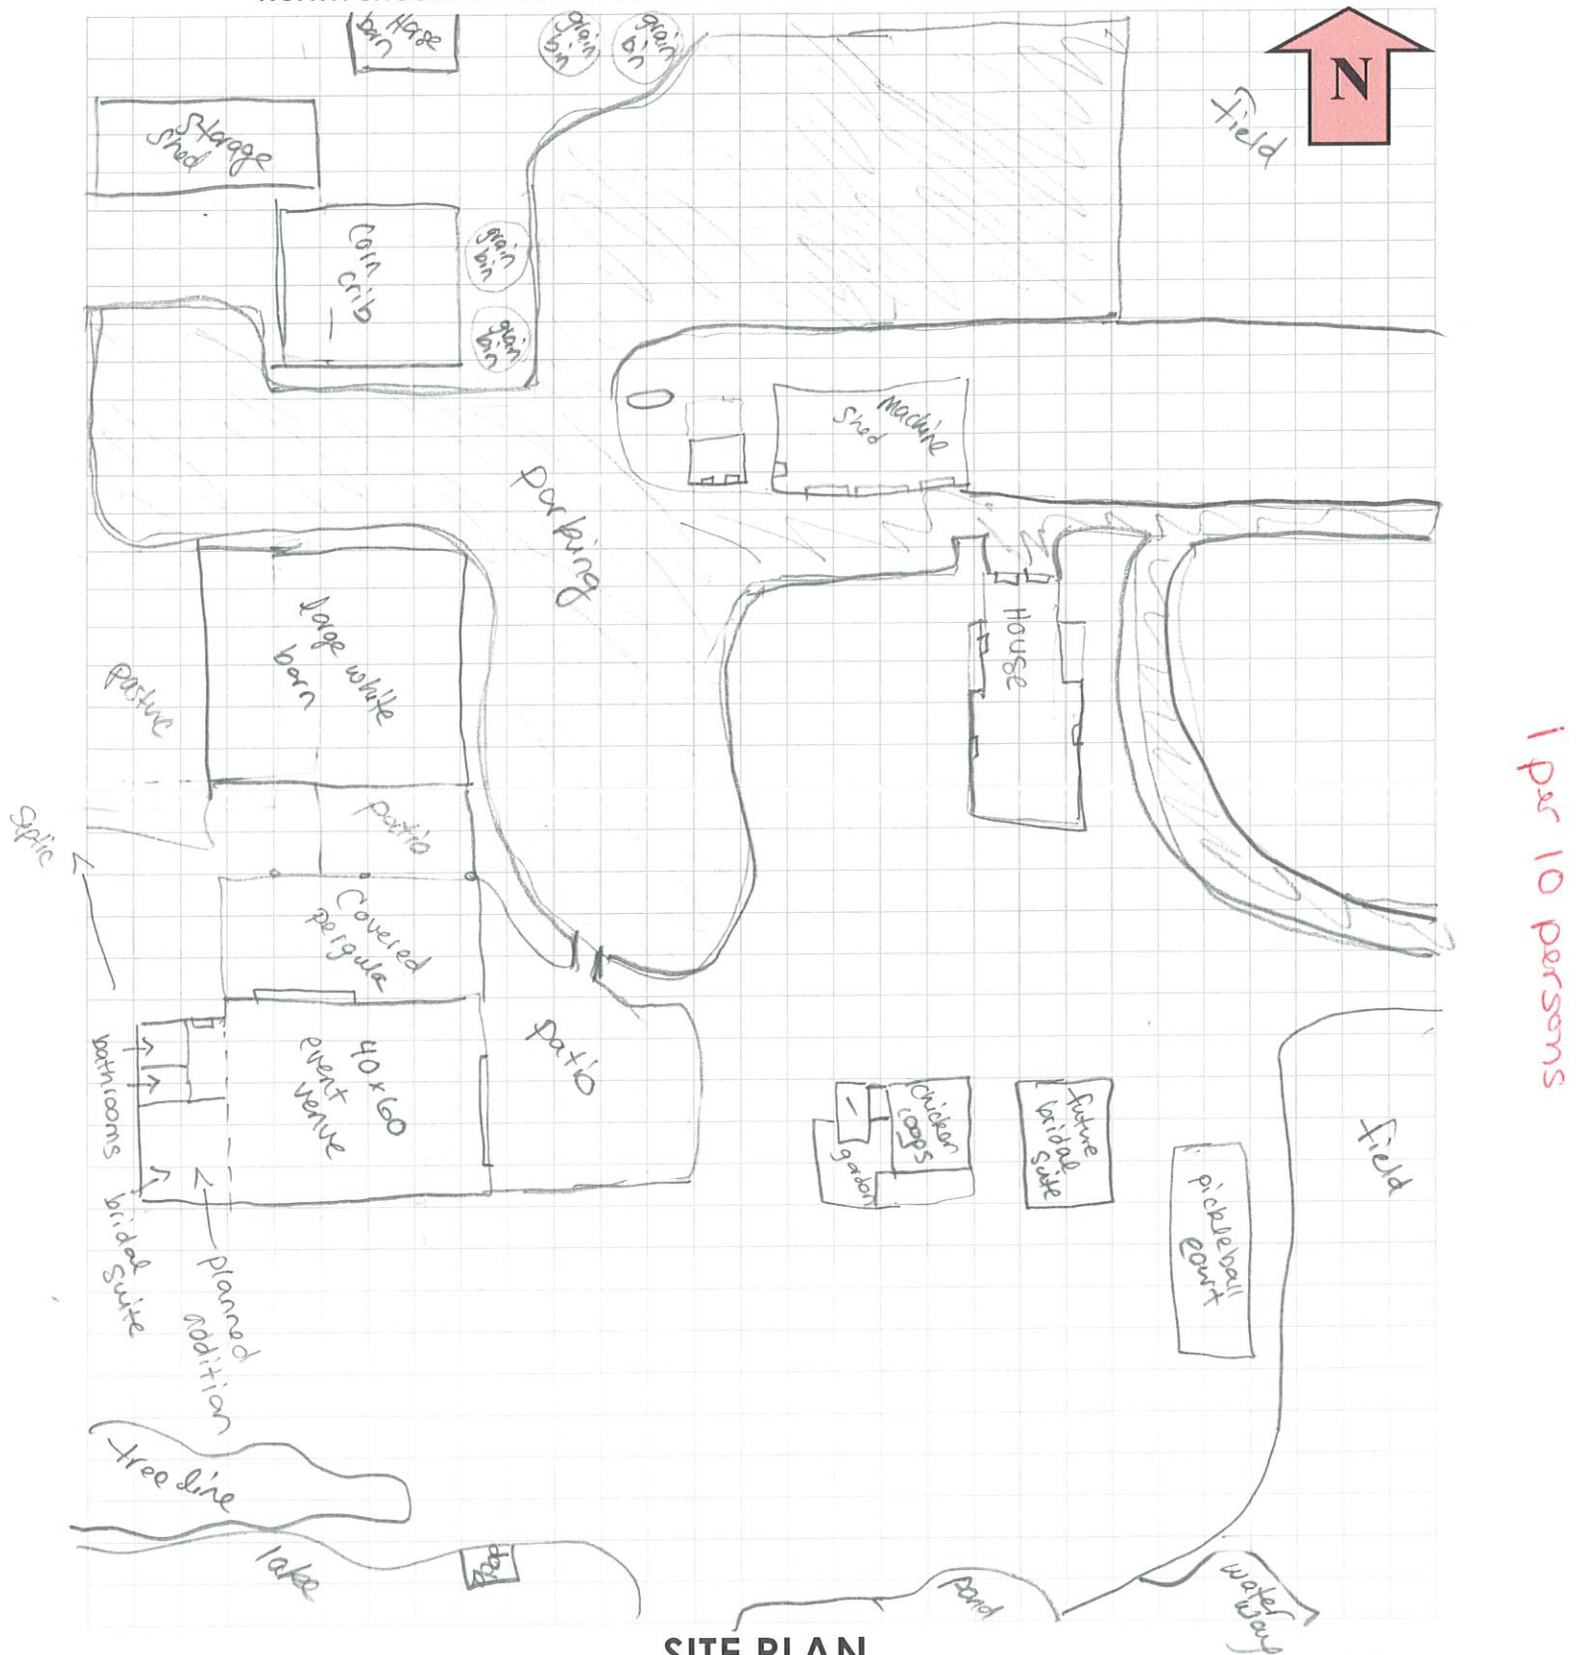 Horse
barn
grain
bin
grain
bin
N
Field
Storage
Shed
Corn
crib
grain
bin
grain
bin
Machine
Shed
parking
large white
barn
House
pasture
patio
septic
Covered
pergula
1 per 10 persons
bathrooms
40 x 60
event
venue
patio
chicken
coops
garden
future
bridal
suite
pickleball
court
Field
bridal
suite
planned
addition
tree line
lake
pond
water
way
SITE PLAN